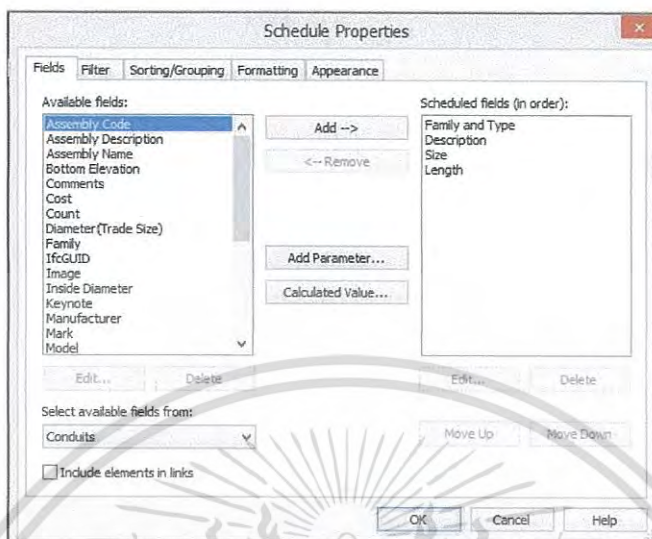 Schedule Properties
Fields
Filter
Sorting/Grouping
Formatting
Appearance
Available fields:
Assembly Code
Assembly Description
Assembly Name
Bottom Elevation
Comments
Cost
Count
Diameter(Trade Size)
Family
IfcGUID
Image
Inside Diameter
Keynote
Manufacturer
Mark
Model
Edit...
Delete
Select available fields from:
Conduits
Include elements in links
Add -->
<-- Remove
Add Parameter...
Calculated Value...
Scheduled fields (in order):
Family and Type
Description
Size
Length
Edit...
Delete
Move Up
Move Down
OK
Cancel
Help